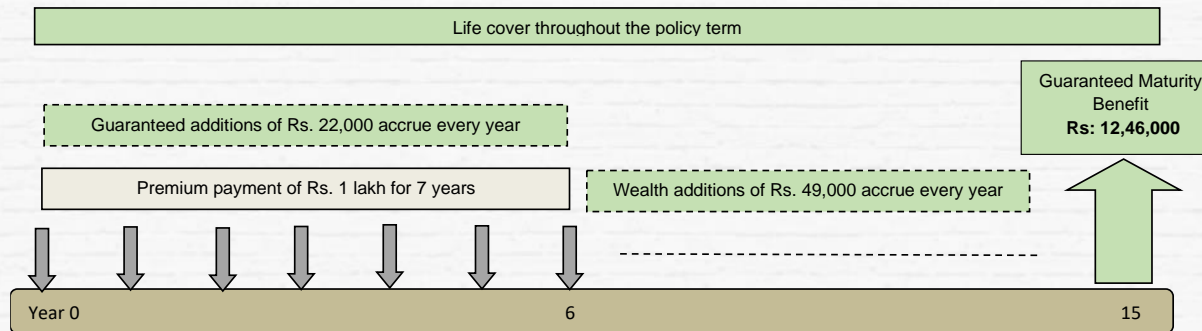 Life cover throughout the policy term
Guaranteed Maturity
Benefit
Rs: 12,46,000
Guaranteed additions of Rs. 22,000 accrue every year
Premium payment of Rs. 1 lakh for 7 years
Wealth additions of Rs. 49,000 accrue every year
Year 0 6 15